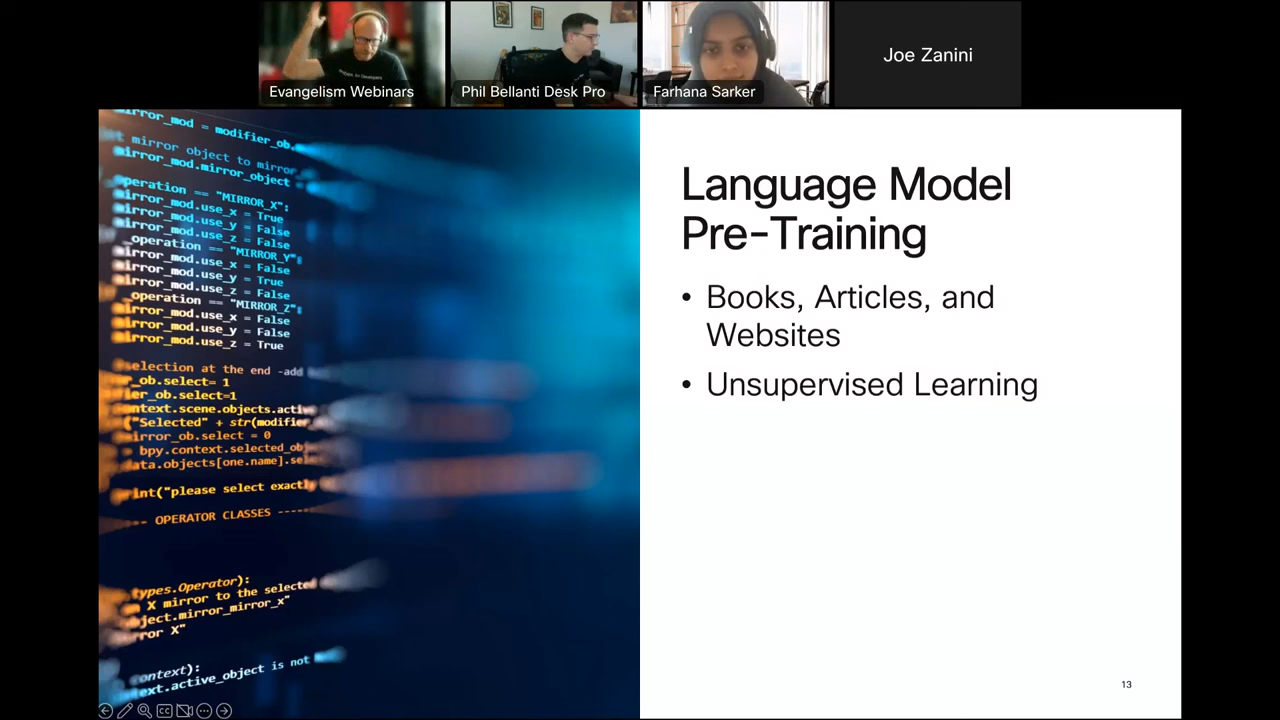 Joe Zanini
Evangelism Webinars
Phil Bellanti Desk Pro
Farhana Sarker
mirror_mod = modifier_ob.
mirror object to mirror
mirror_mod.mirror_object
operation == "MIRROR_X":
mirror_mod.use_x = True
mirror_mod.use_y = False
mirror_mod.use_z = False
_operation == "MIRROR_Y":
mirror_mod.use_x = False
mirror_mod.use_y = True
mirror_mod.use_z = False
_operation == "MIRROR_Z":
mirror_mod.use_x = False
mirror_mod.use_y = False
mirror_mod.use_z = True
selection at the end -add
_ob.select= 1
er_ob.select=1
ntext.scene.objects.activ
("Selected" + str(modifier
irror_ob.select = 0
bpy.context.selected_ob
data.objects[one.name].sel
print("please select exactly
-- OPERATOR CLASSES ----
types.Operator):
X mirror to the selected
ject.mirror_mirror_x"
ror X"
context):
ext.active_object is not
Language Model
Pre-Training
• Books, Articles, and
Websites
• Unsupervised Learning
13
CC